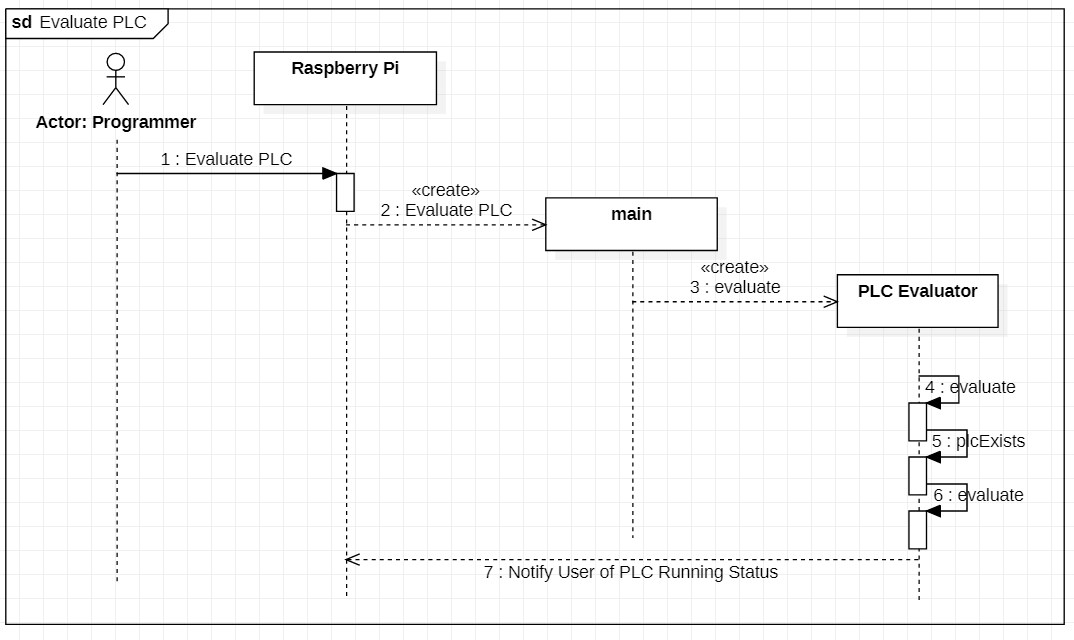 sd Evaluate PLC
Raspberry Pi
Actor: Programmer
1 : Evaluate PLC
«create»
2 : Evaluate PLC
main
«create»
3 : evaluate
PLC Evaluator
4 : evaluate
5 : plcExists
6 : evaluate
7 : Notify User of PLC Running Status